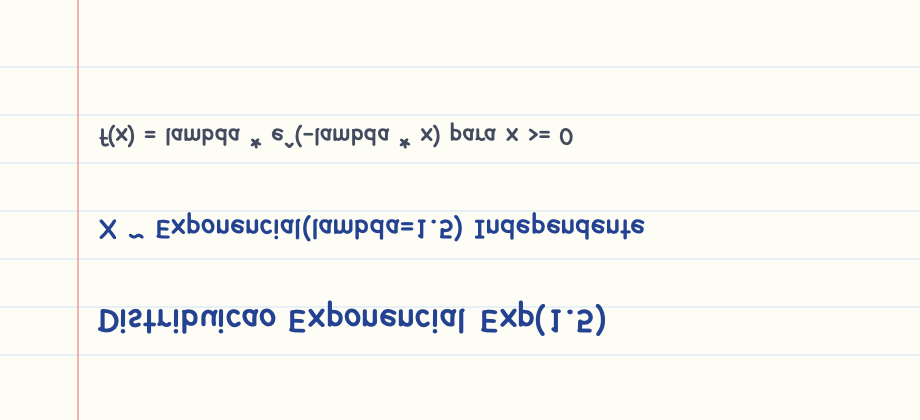 Distribuicao Exponencial Exp(1.5)
X ~ Exponencial(lambda=1.5) Independente
f(x) = lambda * e^(-lambda * x) para x >= 0